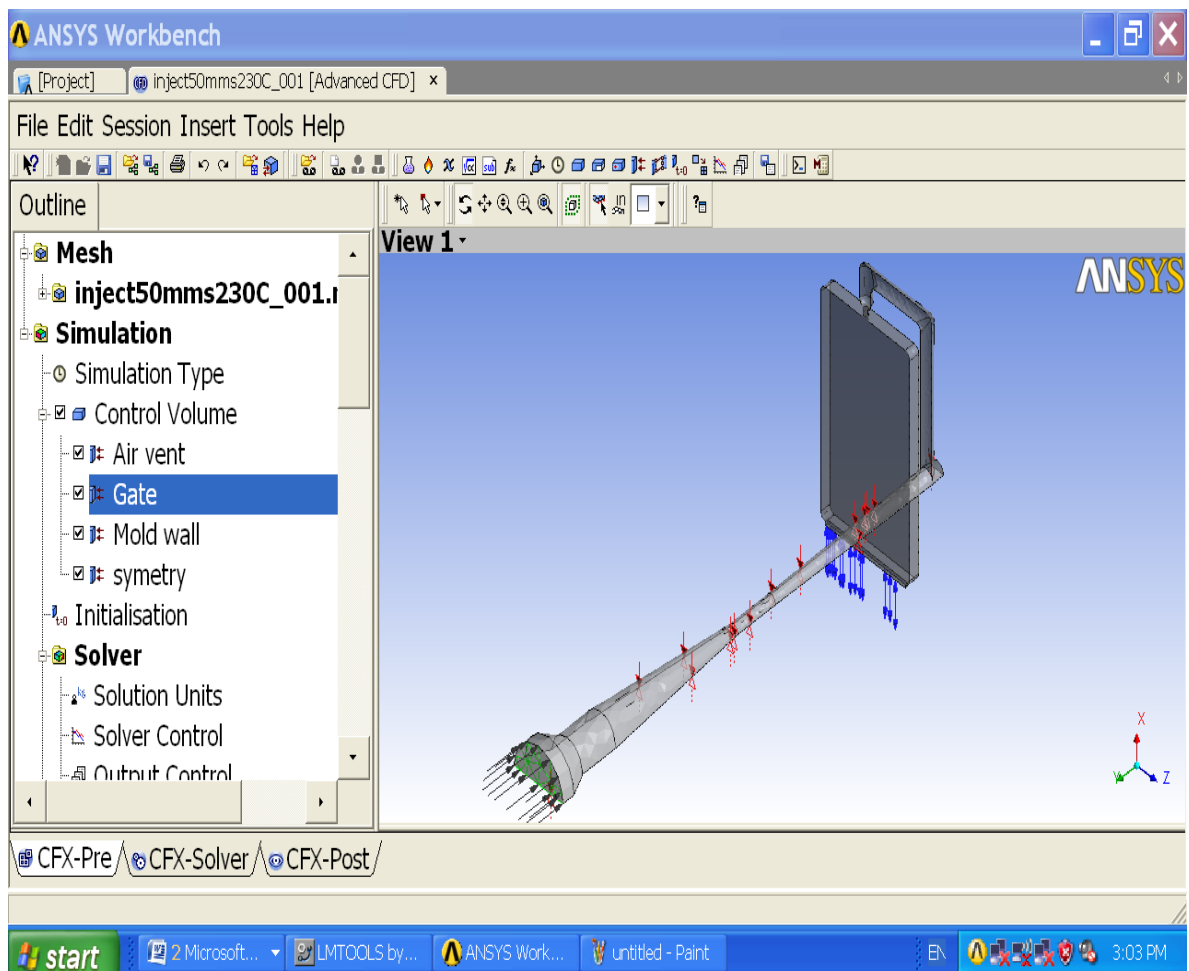 ANSYS Workbench
[Project] inject50mms230C_001 [Advanced CFD] ×
File Edit Session Insert Tools Help
Outline
View 1
Mesh
inject50mms230C_001.
Simulation
Simulation Type
Control Volume
Air vent
Gate
Mold wall
symetry
Initialisation
Solver
Solution Units
Solver Control
Output Control
ANSYS
X
Y Z
CFX-Pre CFX-Solver CFX-Post
start 2 Microsoft... LMTOOLS by... ANSYS Work... untitled - Paint EN 3:03 PM